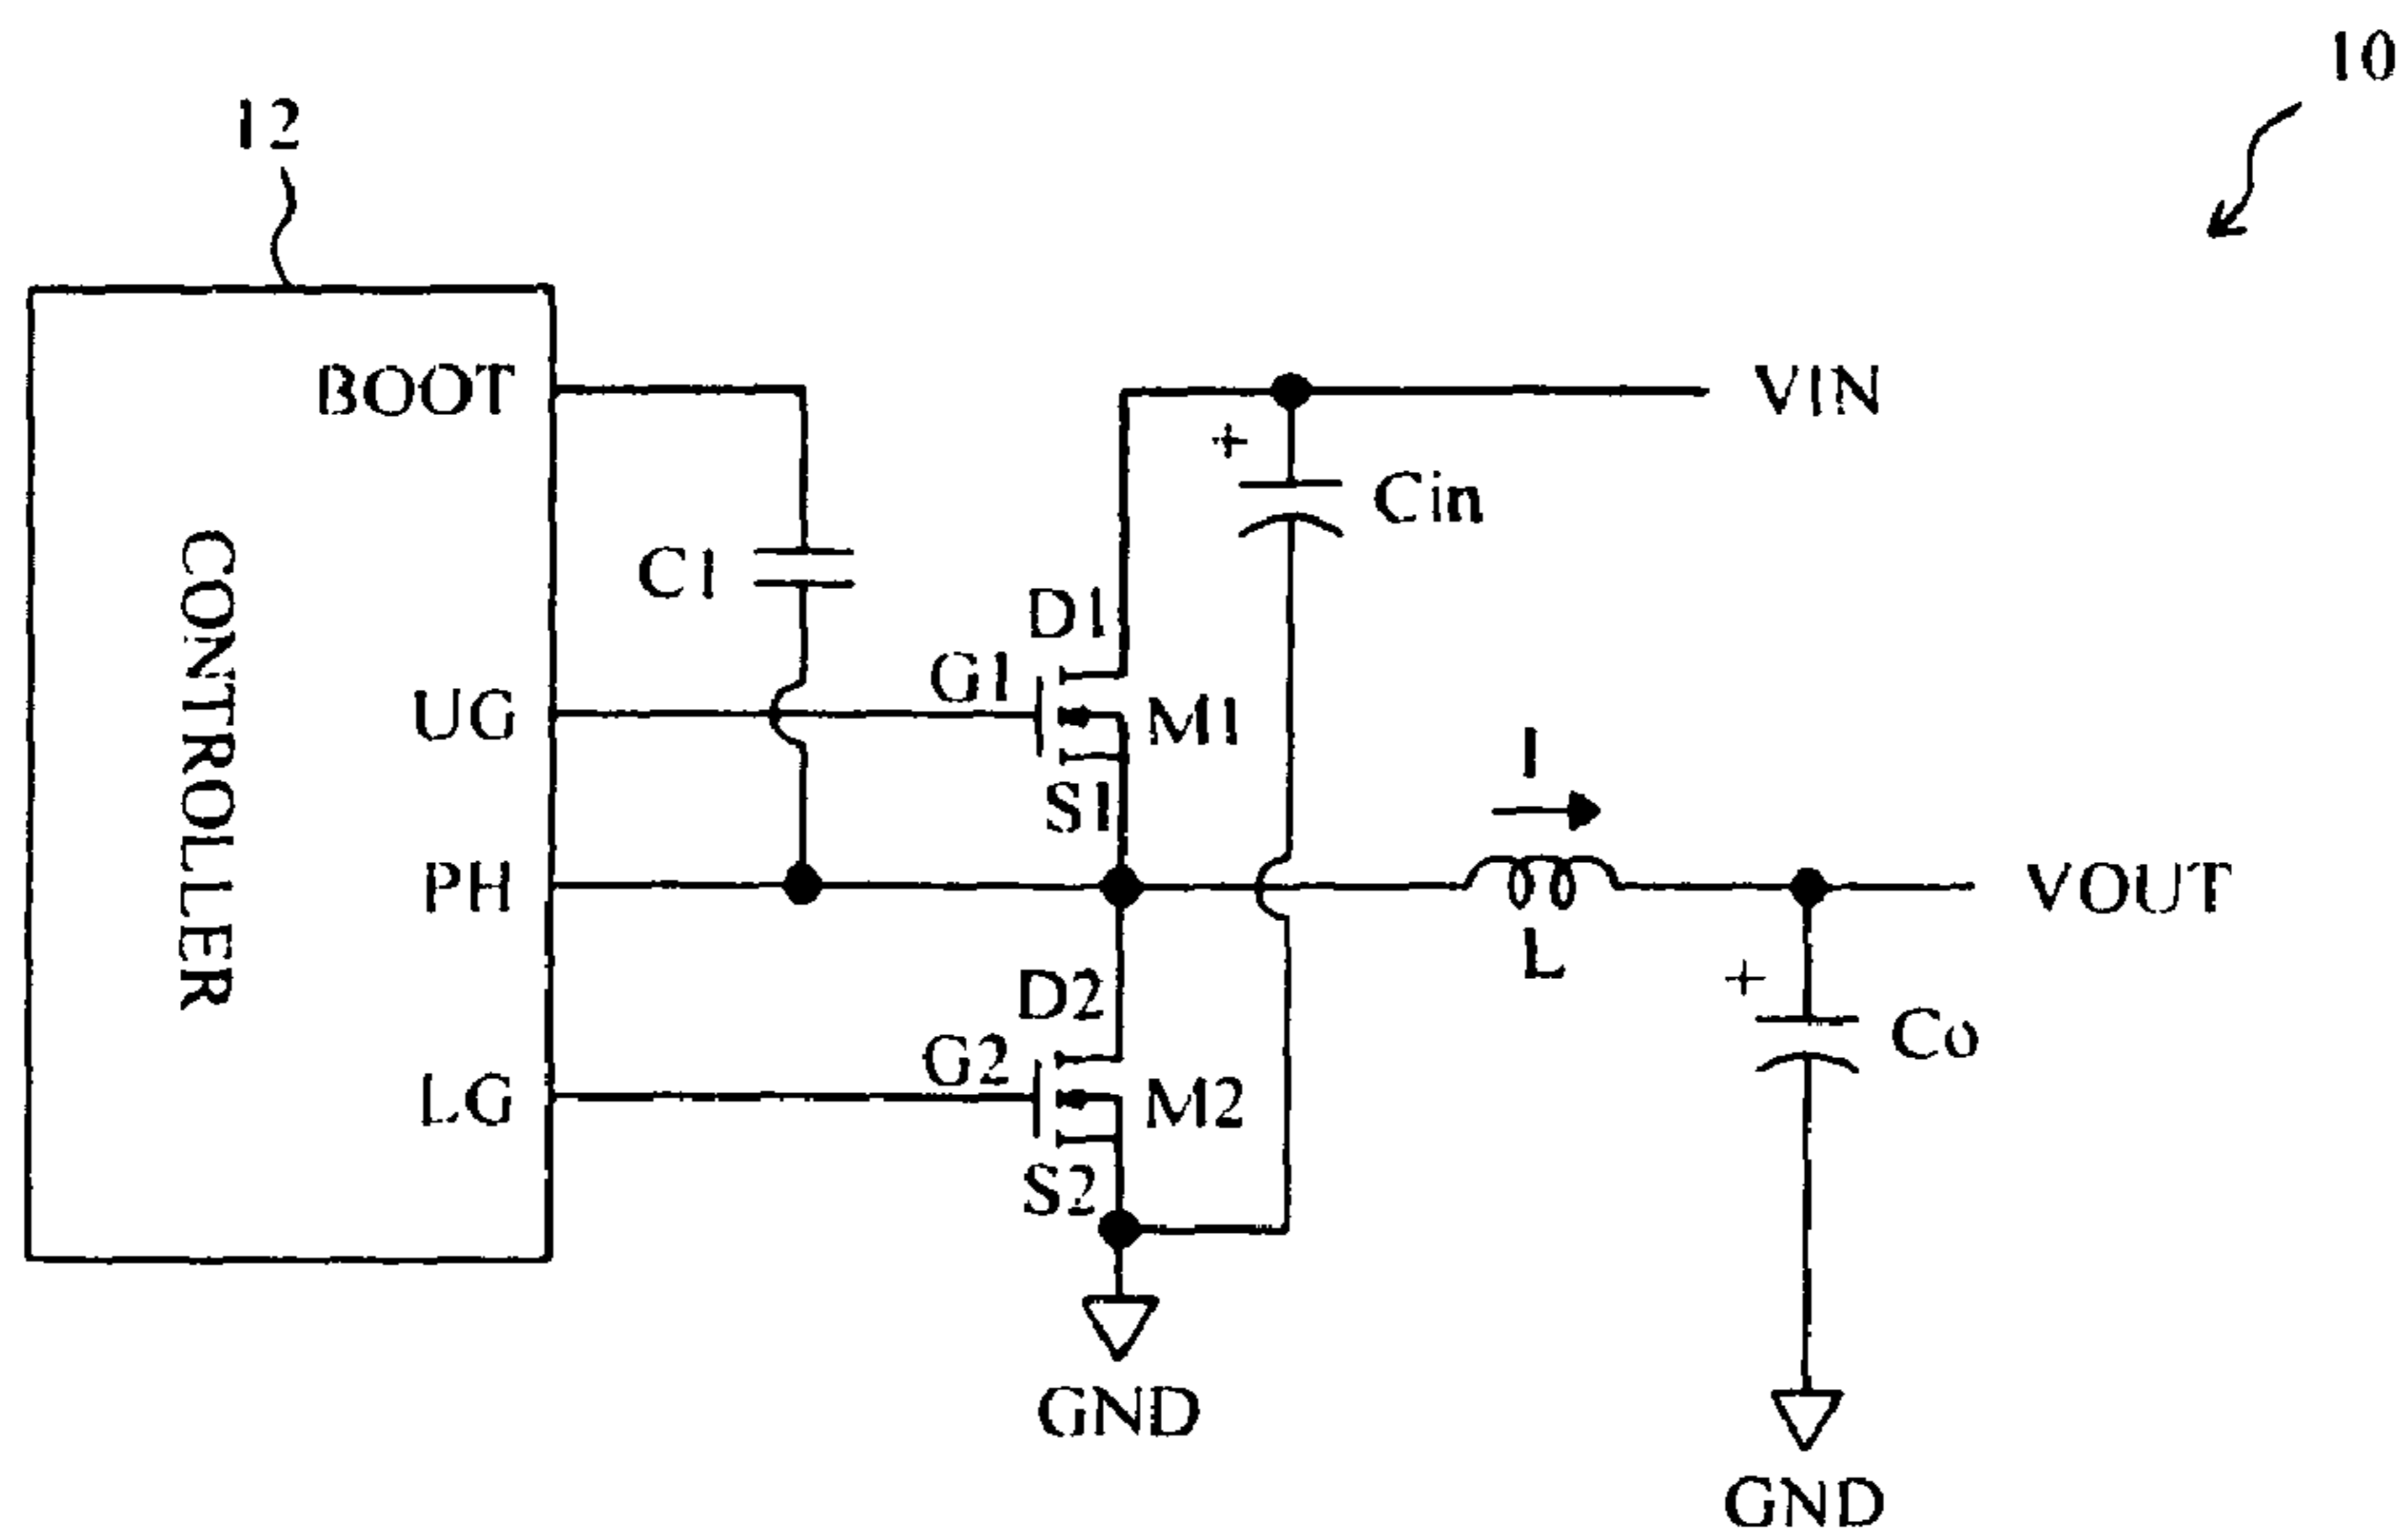 10
12
BOOT
VIN
+
Cin
C1
D1
G1
UG
M1
CONTROLLER
S1
I
PH
VOUT
L
D2
+
Co
G2
LG
M2
S2
GND
GND